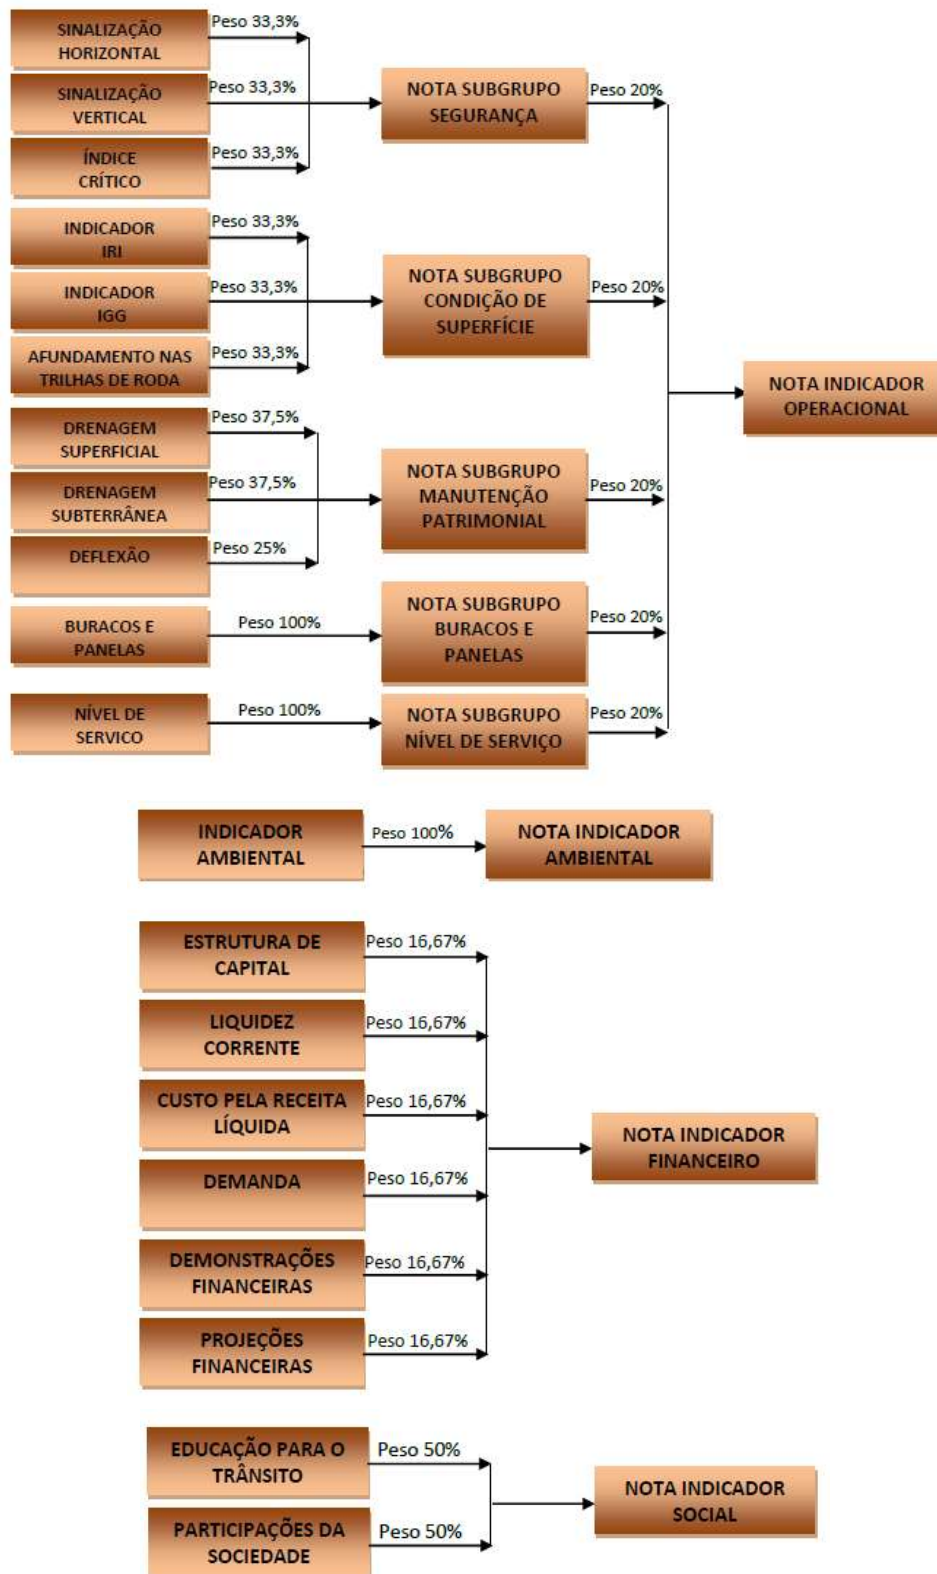 SINALIZAÇÃO
HORIZONTAL
Peso 33,3%
SINALIZAÇÃO
VERTICAL
Peso 33,3%
ÍNDICE
CRÍTICO
Peso 33,3%
NOTA SUBGRUPO
SEGURANÇA
Peso 20%
INDICADOR
IRI
Peso 33,3%
INDICADOR
IGG
Peso 33,3%
AFUNDAMENTO NAS
TRILHAS DE RODA
Peso 33,3%
NOTA SUBGRUPO
CONDIÇÃO DE
SUPERFÍCIE
Peso 20%
DRENAGEM
SUPERFICIAL
Peso 37,5%
DRENAGEM
SUBTERRÂNEA
Peso 37,5%
DEFLEXÃO
Peso 25%
NOTA SUBGRUPO
MANUTENÇÃO
PATRIMONIAL
Peso 20%
BURACOS E
PANELAS
Peso 100%
NOTA SUBGRUPO
BURACOS E
PANELAS
Peso 20%
NÍVEL DE
SERVICO
Peso 100%
NOTA SUBGRUPO
NÍVEL DE SERVIÇO
Peso 20%
NOTA INDICADOR
OPERACIONAL
INDICADOR
AMBIENTAL
Peso 100%
NOTA INDICADOR
AMBIENTAL
ESTRUTURA DE
CAPITAL
Peso 16,67%
LIQUIDEZ
CORRENTE
Peso 16,67%
CUSTO PELA RECEITA
LÍQUIDA
Peso 16,67%
DEMANDA
Peso 16,67%
DEMONSTRAÇÕES
FINANCEIRAS
Peso 16,67%
PROJEÇÕES
FINANCEIRAS
Peso 16,67%
NOTA INDICADOR
FINANCEIRO
EDUCAÇÃO PARA O
TRÂNSITO
Peso 50%
PARTICIPAÇÕES DA
SOCIEDADE
Peso 50%
NOTA INDICADOR
SOCIAL